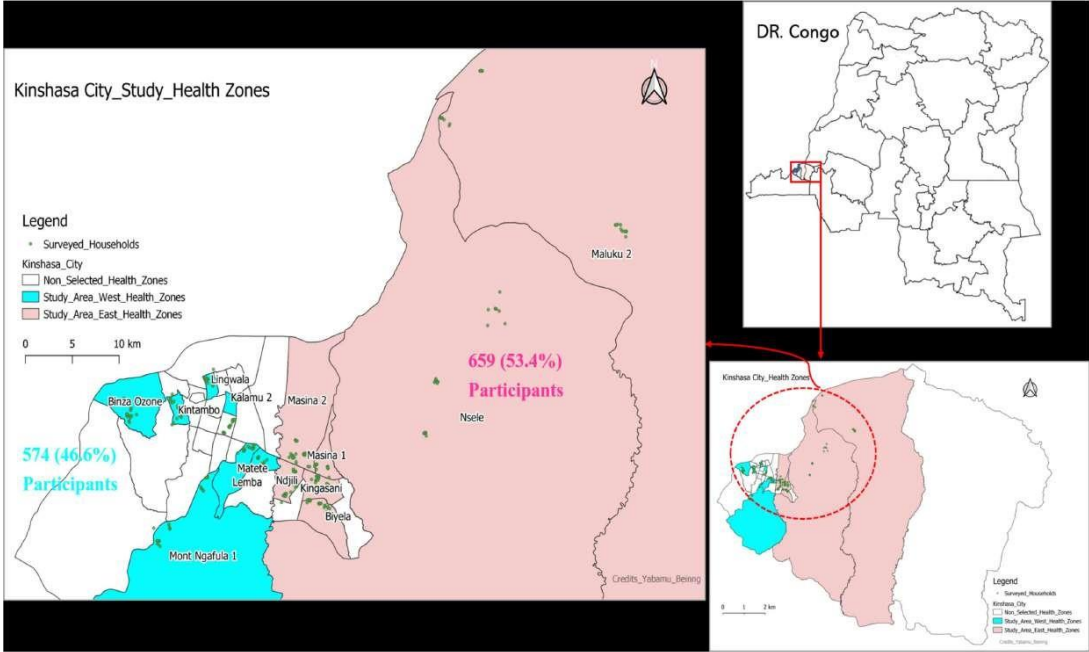 Kinshasa City_Study_Health Zones
N
Legend
Surveyed_Households
Kinshasa_City
Non_Selected_Health_Zones
Study_Area_West_Health_Zones
Study_Area_East_Health_Zones
0 10 km
Maluku 2
659 (53.4%)
Participants
Nsele
Lingwala
Binza Ozone
Kintambo
Kalamu 2
Masina 2
574 (46.6%)
Participants
Matete
Masina 1
Lemba
Ndjili
Kingasani
Biyela
Mont Ngafula 1
Credits_Yabamu_Beinng
DR. Congo
Kinshasa City_Health Zones
0 1 2 km
Legend
Surveyed_Households
Kinshasa_City
Non_Selected_Health_Zones
Study_Area_West_Health_Zones
Study_Area_East_Health_Zones
Credits_Yabamu_Beinng